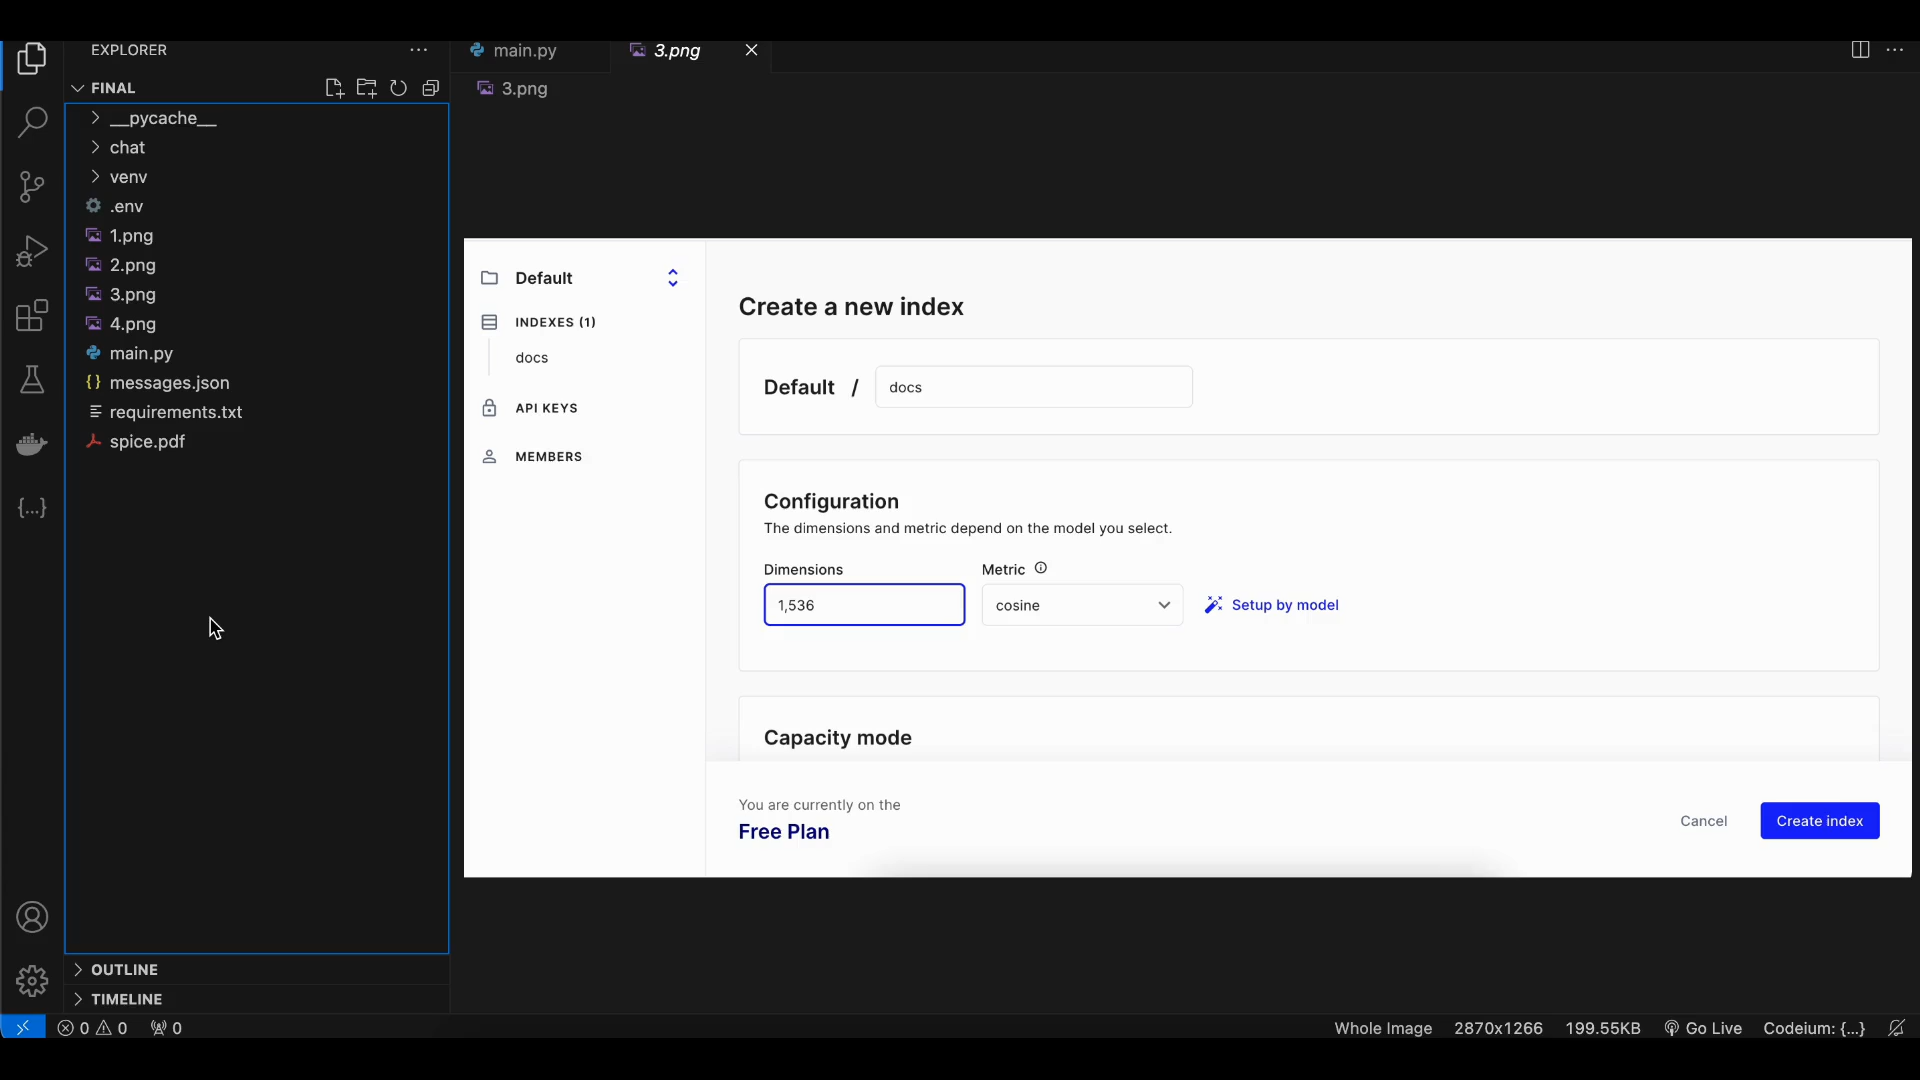 EXPLORER
FINAL
__pycache__
chat
venv
.env
1.png
2.png
3.png
4.png
main.py
messages.json
requirements.txt
spice.pdf
OUTLINE
TIMELINE
main.py
3.png
3.png
Default
INDEXES (1)
docs
API KEYS
MEMBERS
Create a new index
Default / docs
Configuration
The dimensions and metric depend on the model you select.
Dimensions Metric
1,536 cosine Setup by model
Capacity mode
You are currently on the
Free Plan
Cancel Create index
0 0 0 Whole Image 2870x1266 199.55KB Go Live Codeium: {...}